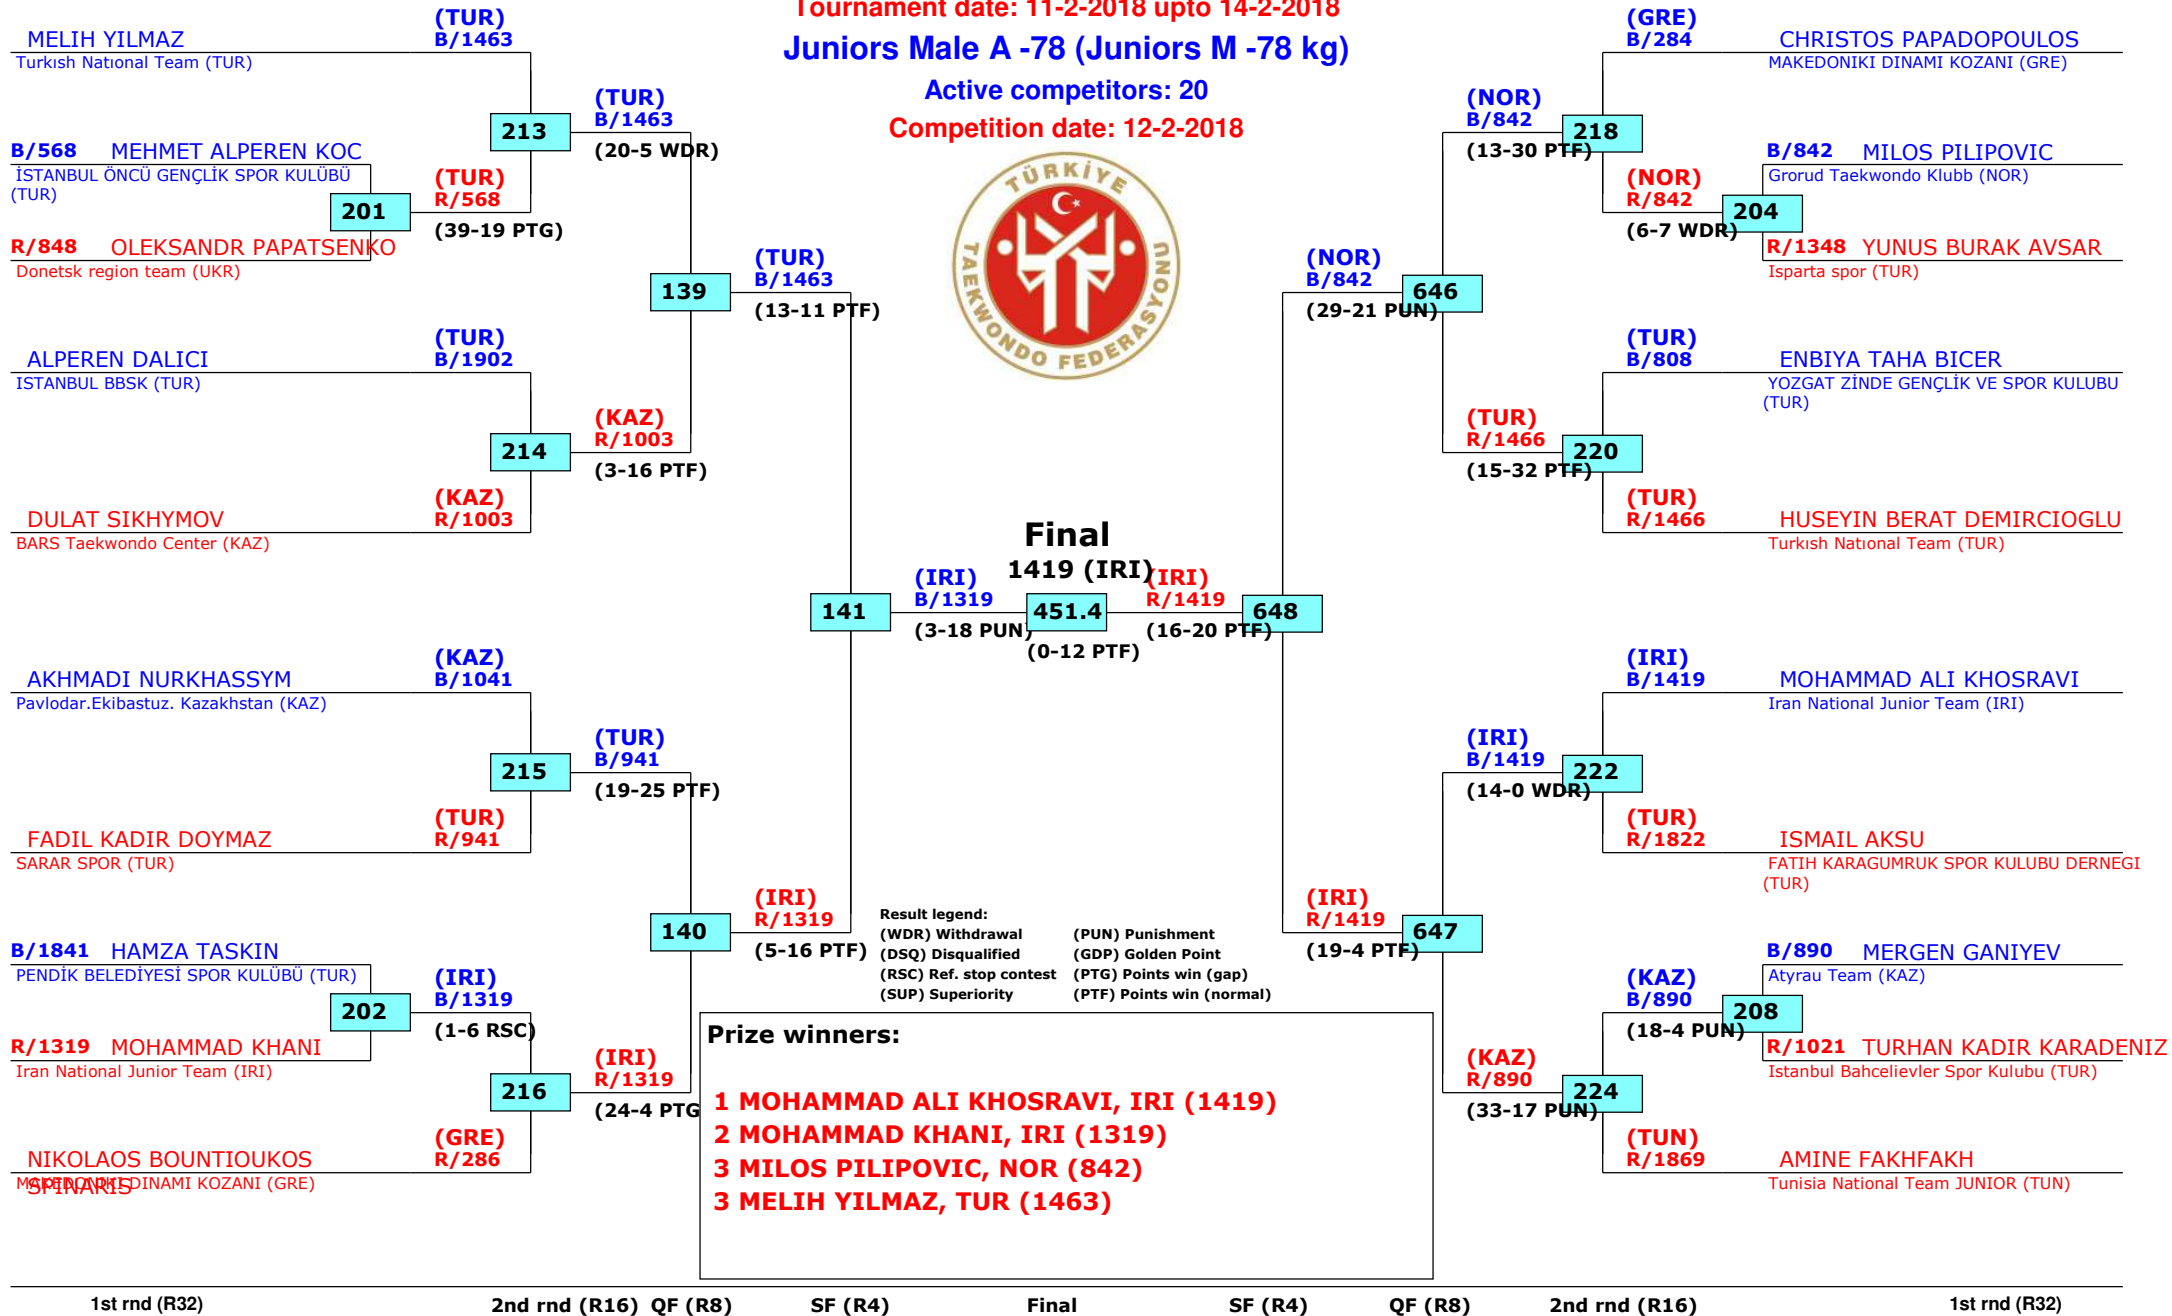 Tournament date: 11-2-2018 upto 14-2-2018
Juniors Male A -78 (Juniors M -78 kg)
Active competitors: 20
Competition date: 12-2-2018
TÜRKİYE
TAEKWONDO FEDERASYONU
MELIH YILMAZ
Turkısh Natıonal Team (TUR)
(TUR)
B/1463
B/568 MEHMET ALPEREN KOC
İSTANBUL ÖNCÜ GENÇLİK SPOR KULÜBÜ
(TUR)
201
R/848 OLEKSANDR PAPATSENKO
Donetsk region team (UKR)
(TUR)
R/568
(39-19 PTG)
213
(TUR)
B/1463
(20-5 WDR)
ALPEREN DALICI
ISTANBUL BBSK (TUR)
(TUR)
B/1902
214
DULAT SIKHYMOV
BARS Taekwondo Center (KAZ)
(KAZ)
R/1003
(KAZ)
R/1003
(3-16 PTF)
139
(TUR)
B/1463
(13-11 PTF)
AKHMADI NURKHASSYM
Pavlodar.Ekibastuz. Kazakhstan (KAZ)
(KAZ)
B/1041
215
FADIL KADIR DOYMAZ
SARAR SPOR (TUR)
(TUR)
R/941
(TUR)
B/941
(19-25 PTF)
B/1841 HAMZA TASKIN
PENDİK BELEDİYESİ SPOR KULÜBÜ (TUR)
202
R/1319 MOHAMMAD KHANI
Iran National Junior Team (IRI)
(IRI)
B/1319
(1-6 RSC)
216
NIKOLAOS BOUNTIOUKOS
SPINARIS
MAKEDONIKI DINAMI KOZANI (GRE)
(GRE)
R/286
(IRI)
R/1319
(24-4 PTG
140
(IRI)
R/1319
(5-16 PTF)
141
(IRI)
B/1319
(3-18 PUN)
Final
1419 (IRI)
451.4
(0-12 PTF)
(IRI)
R/1419
(16-20 PTF)
648
(NOR)
B/842
(29-21 PUN)
646
(NOR)
B/842
(13-30 PTF)
218
(GRE)
B/284
CHRISTOS PAPADOPOULOS
MAKEDONIKI DINAMI KOZANI (GRE)
(NOR)
R/842
(6-7 WDR)
204
B/842 MILOS PILIPOVIC
Grorud Taekwondo Klubb (NOR)
R/1348 YUNUS BURAK AVSAR
Isparta spor (TUR)
(TUR)
R/1466
(15-32 PTF)
220
(TUR)
B/808
ENBIYA TAHA BICER
YOZGAT ZİNDE GENÇLİK VE SPOR KULUBU
(TUR)
(TUR)
R/1466
HUSEYIN BERAT DEMIRCIOGLU
Turkısh Natıonal Team (TUR)
(IRI)
R/1419
(19-4 PTF)
647
(IRI)
B/1419
(14-0 WDR)
222
(IRI)
B/1419
MOHAMMAD ALI KHOSRAVI
Iran National Junior Team (IRI)
(TUR)
R/1822
ISMAIL AKSU
FATIH KARAGUMRUK SPOR KULUBU DERNEGI
(TUR)
(KAZ)
R/890
(33-17 PUN)
224
(KAZ)
B/890
(18-4 PUN)
208
B/890 MERGEN GANIYEV
Atyrau Team (KAZ)
R/1021 TURHAN KADIR KARADENIZ
Istanbul Bahcelievler Spor Kulubu (TUR)
(TUN)
R/1869
AMINE FAKHFAKH
Tunisia National Team JUNIOR (TUN)
Result legend:
(WDR) Withdrawal (PUN) Punishment
(DSQ) Disqualified (GDP) Golden Point
(RSC) Ref. stop contest (PTG) Points win (gap)
(SUP) Superiority (PTF) Points win (normal)
Prize winners:
1 MOHAMMAD ALI KHOSRAVI, IRI (1419)
2 MOHAMMAD KHANI, IRI (1319)
3 MILOS PILIPOVIC, NOR (842)
3 MELIH YILMAZ, TUR (1463)
1st rnd (R32) 2nd rnd (R16) QF (R8) SF (R4) Final SF (R4) QF (R8) 2nd rnd (R16) 1st rnd (R32)